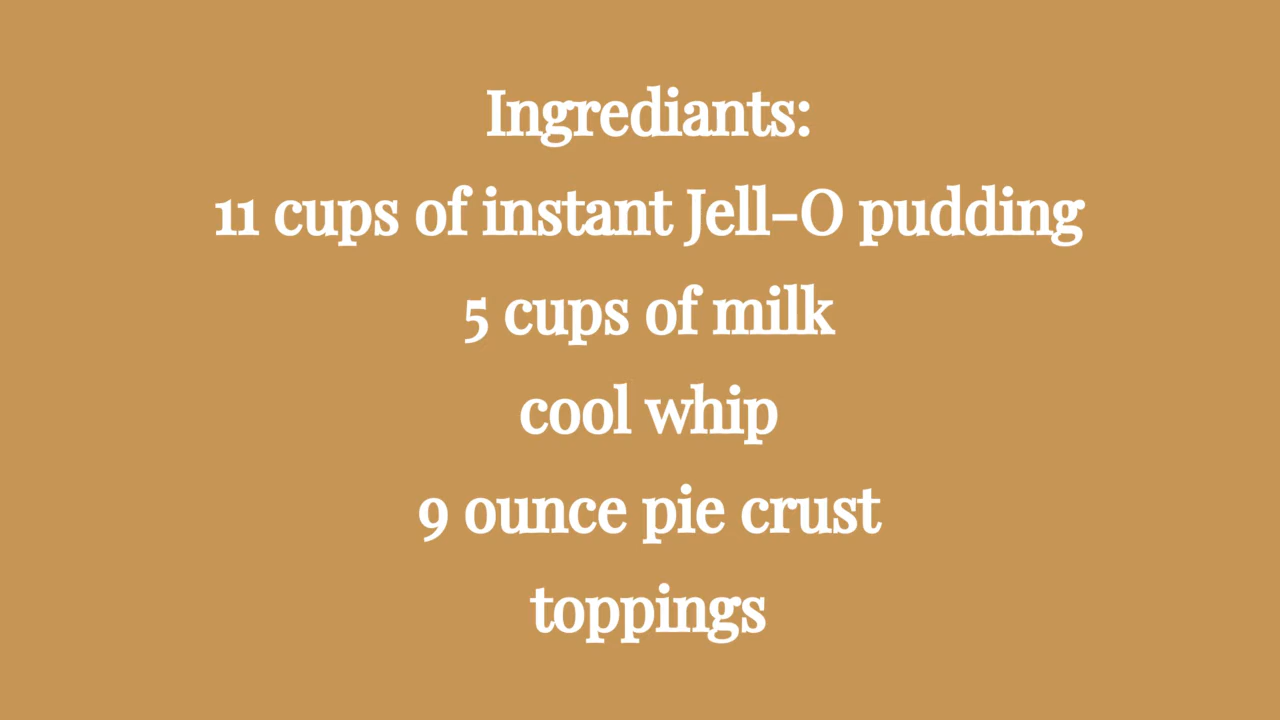 Ingrediants:
11 cups of instant Jell-O pudding
5 cups of milk
cool whip
9 ounce pie crust
toppings